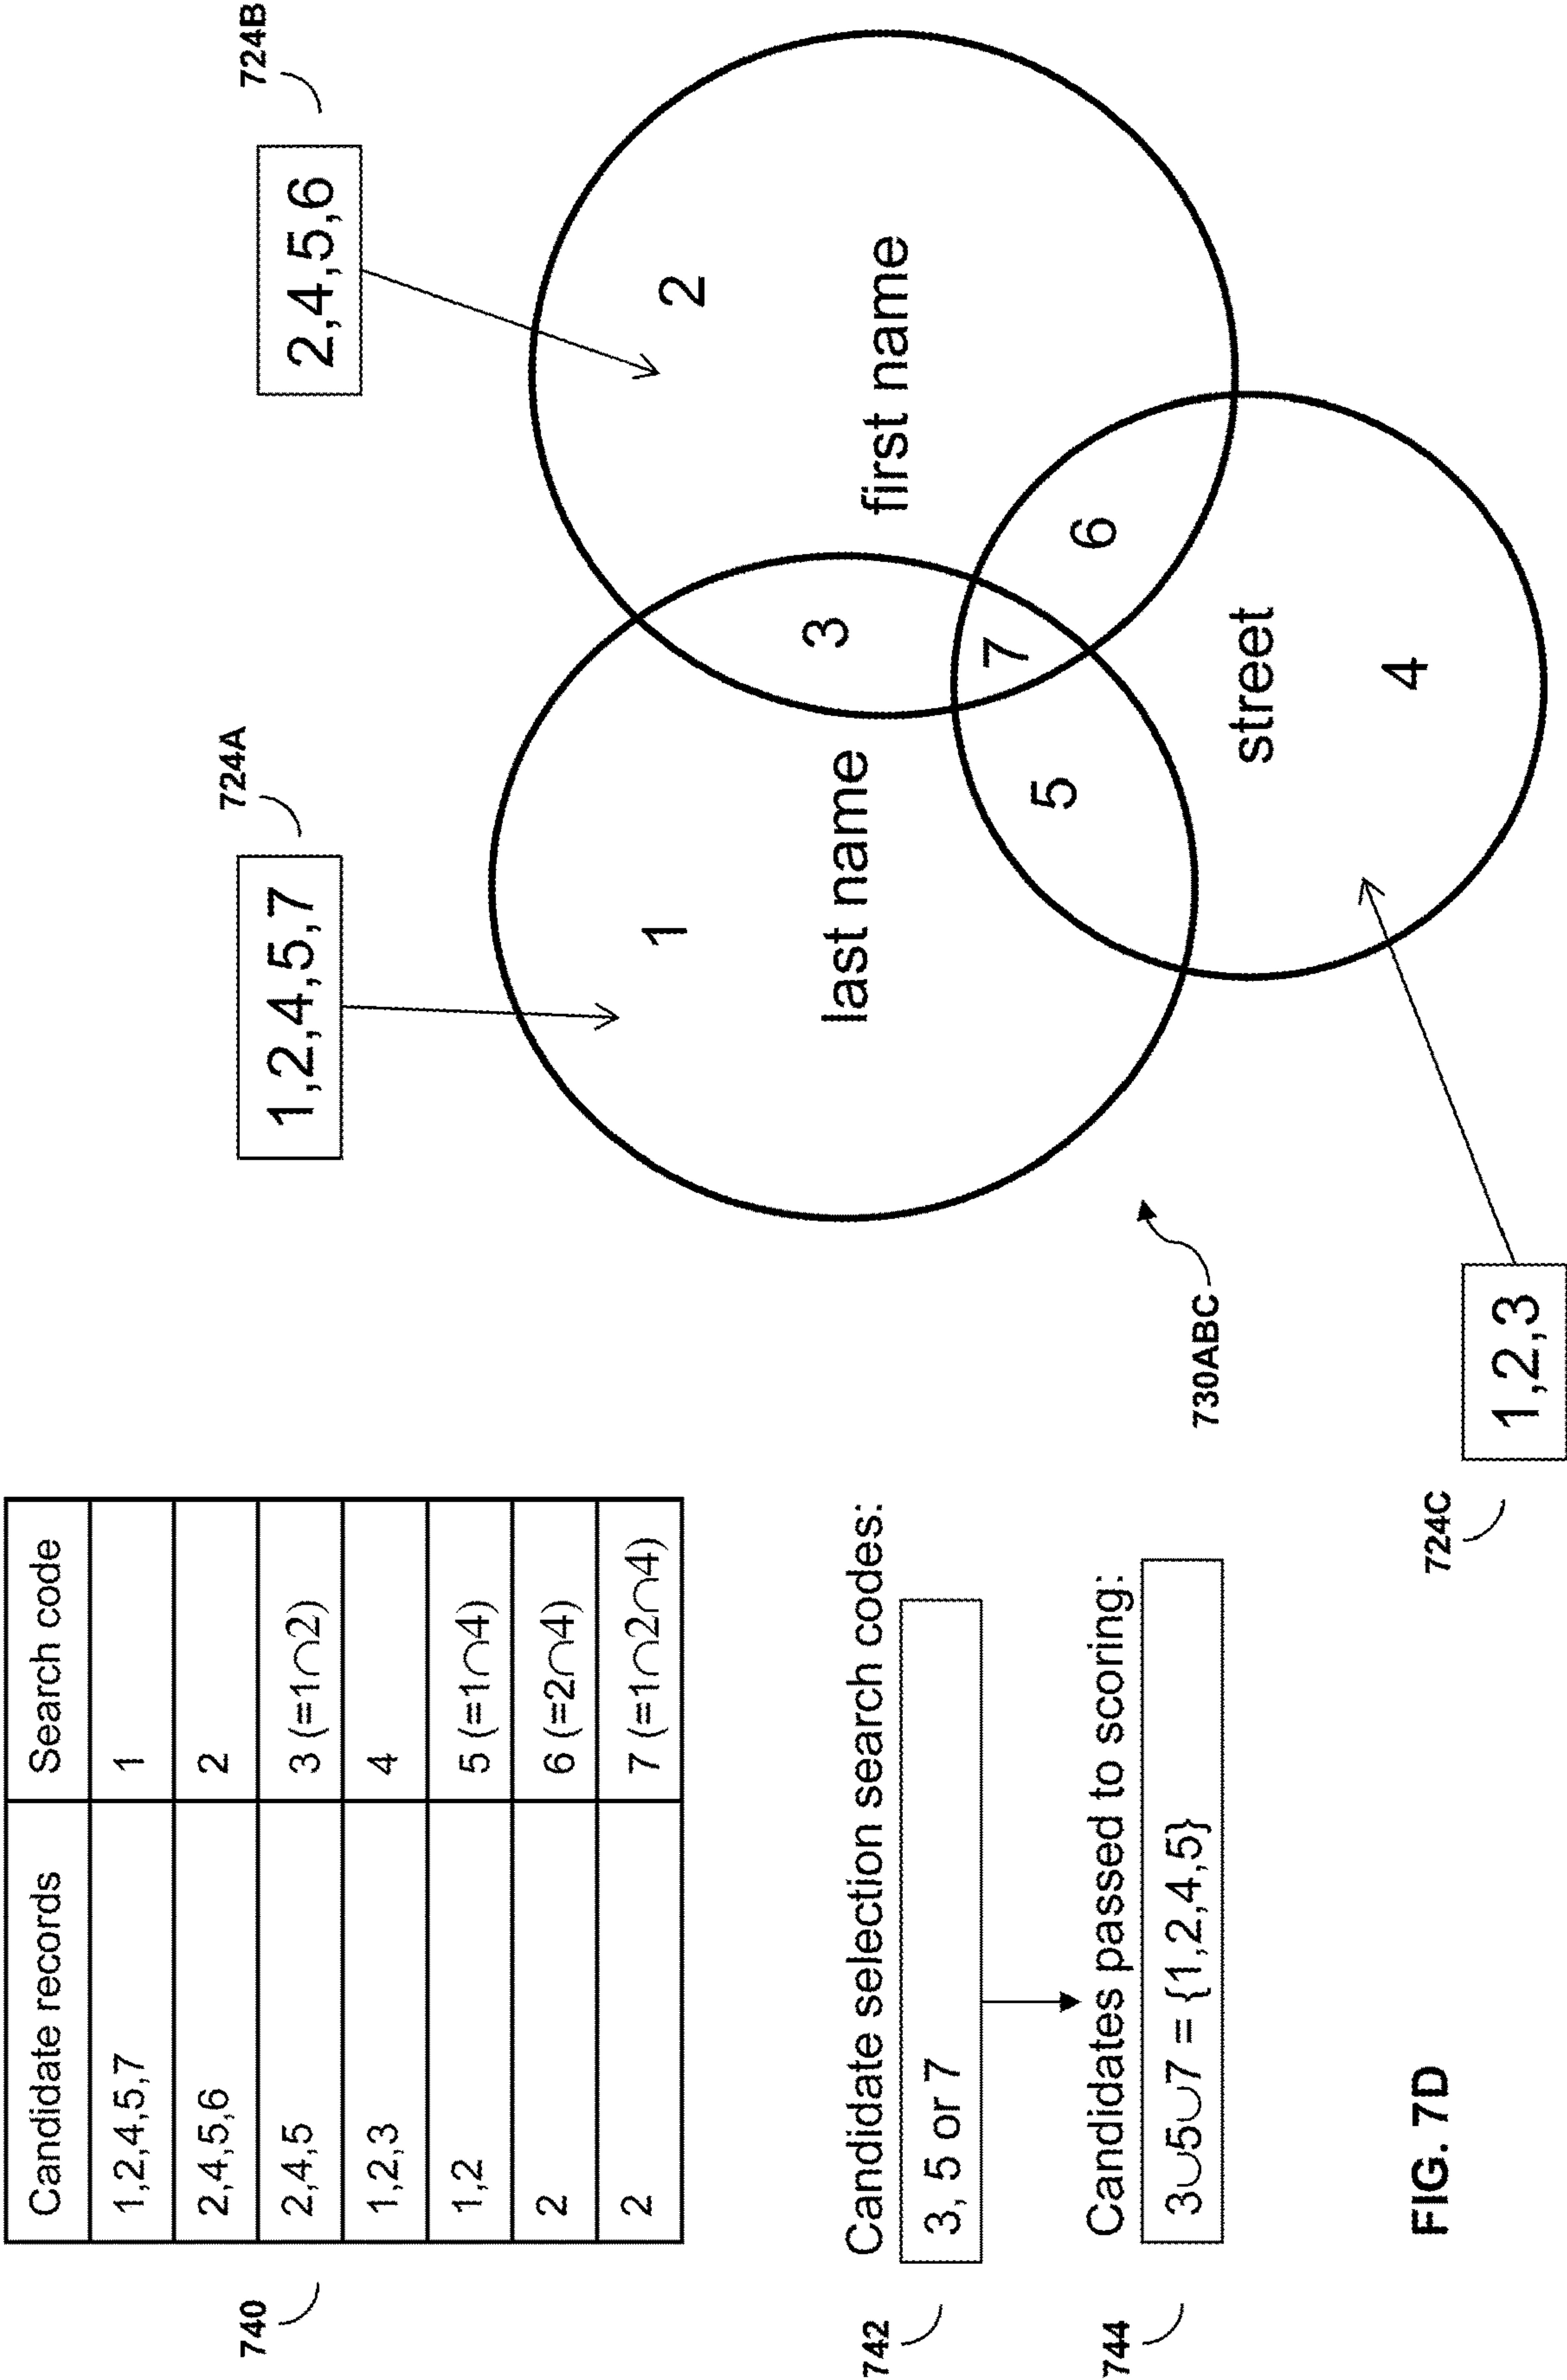 740
Candidate records Search code
1,2,4,5,7 1
2,4,5,6 2
2,4,5 3 (=1∩2)
1,2,3 4
1,2 5 (=1∩4)
2 6 (=2∩4)
2 7 (=1∩2∩4)
742
Candidate selection search codes:
3, 5 or 7
744
Candidates passed to scoring:
3∪5∪7 = {1,2,4,5}
724A
1,2,4,5,7
724B
2,4,5,6
1
2
last name
3
first name
7
5
6
street
4
730ABC
724C
1,2,3
FIG. 7D